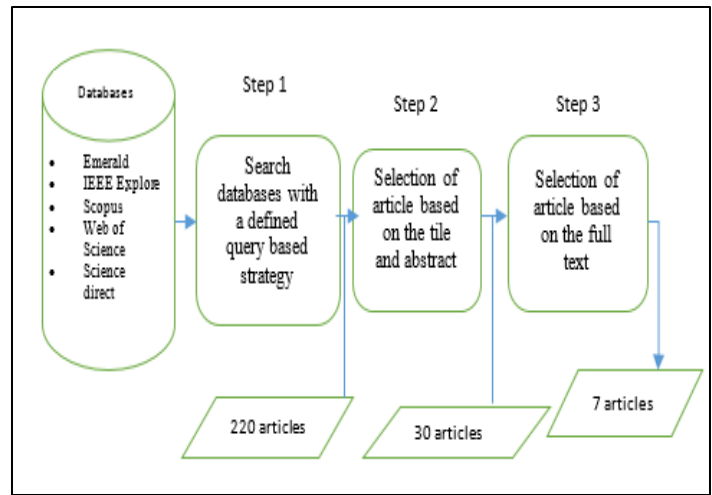 Databases
• Emerald
• IEEE Explore
• Scopus
• Web of
Science
• Science
direct
Step 1
Search
databases with
a defined
query based
strategy
220 articles
Step 2
Selection of
article based
on the tile
and abstract
30 articles
Step 3
Selection of
article based
on the full
text
7 articles